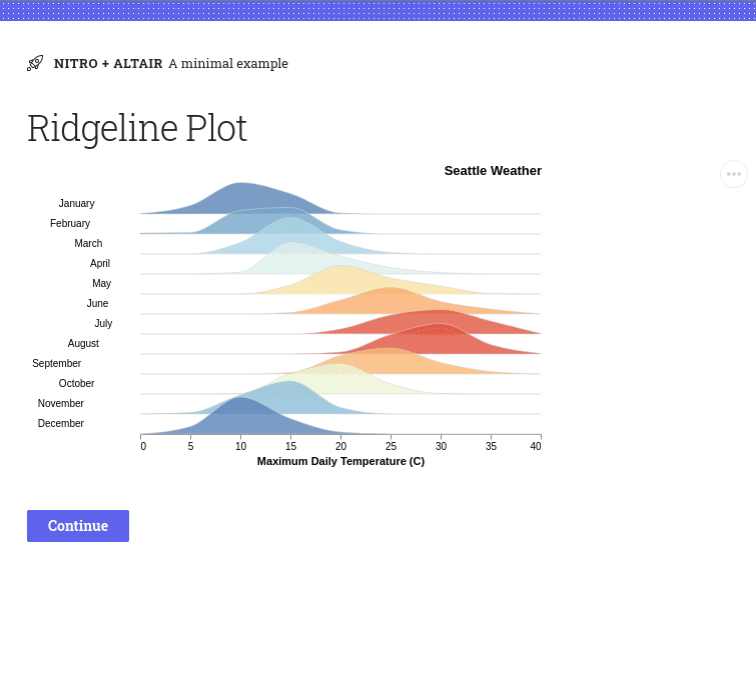 NITRO + ALTAIR A minimal example
Ridgeline Plot
Seattle Weather
January
February
March
April
May
June
July
August
September
October
November
December
0 5 10 15 20 25 30 35 40
Maximum Daily Temperature (C)
Continue